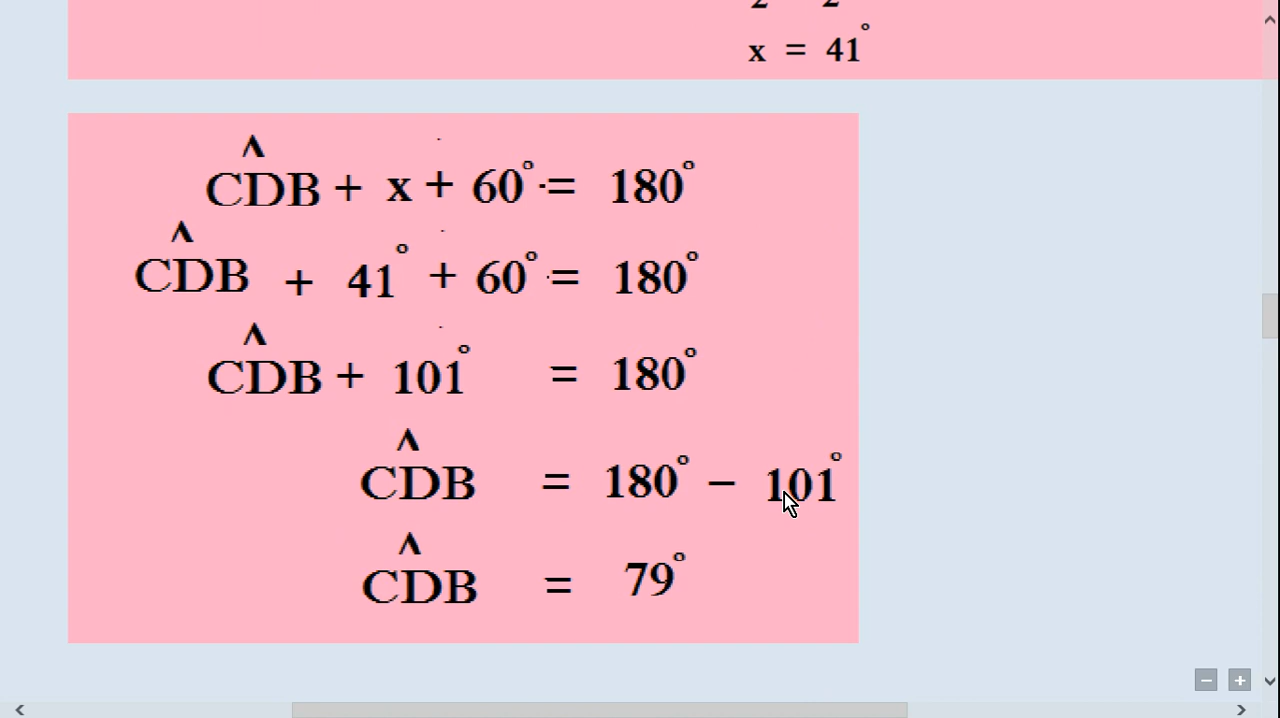 x = 41°
^
CDB + x + 60° = 180°
^
CDB + 41° + 60° = 180°
^
CDB + 101° = 180°
^
CDB = 180° − 101°
^
CDB = 79°